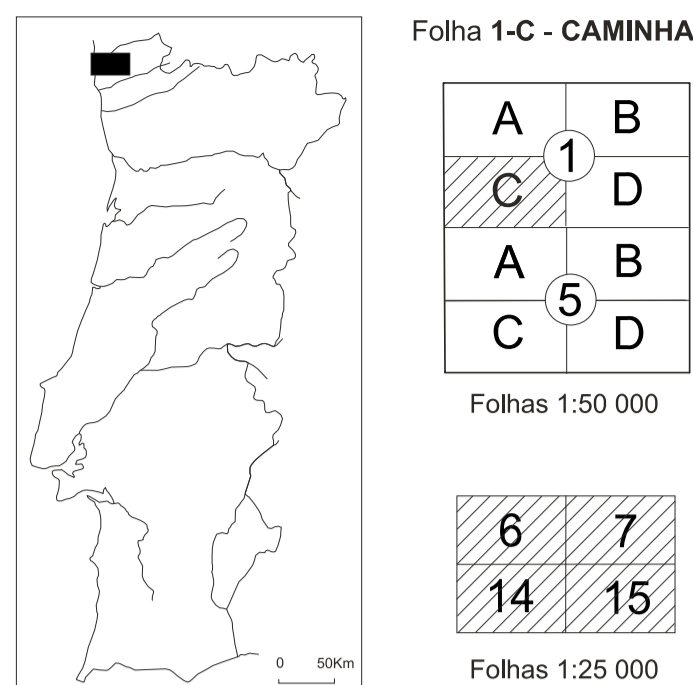 Folha 1-C - CAMINHA
A B
1
C D
A B
5
C D
Folhas 1:50 000
6 7
14 15
0 50Km
Folhas 1:25 000